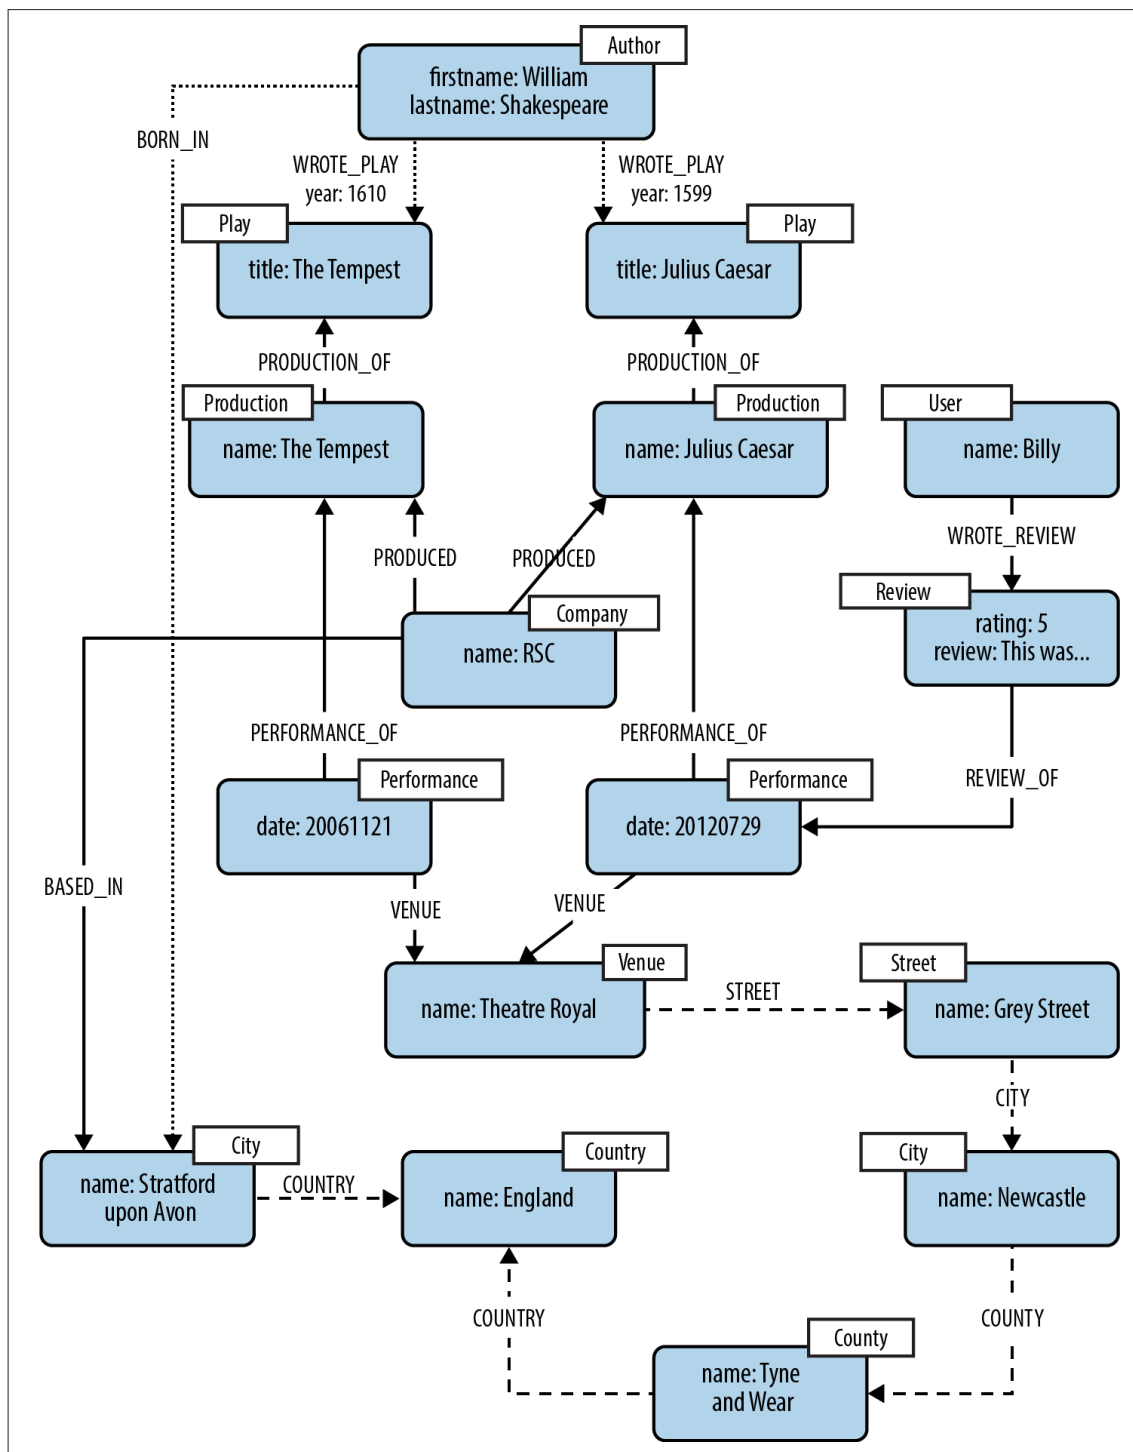 Author
firstname: William
lastname: Shakespeare
BORN_IN
WROTE_PLAY
year: 1610
WROTE_PLAY
year: 1599
Play
title: The Tempest
Play
title: Julius Caesar
PRODUCTION_OF
PRODUCTION_OF
Production
name: The Tempest
Production
name: Julius Caesar
User
name: Billy
WROTE_REVIEW
PRODUCED
PRODUCED
Review
rating: 5
review: This was...
Company
name: RSC
PERFORMANCE_OF
PERFORMANCE_OF
REVIEW_OF
Performance
date: 20061121
Performance
date: 20120729
BASED_IN
VENUE
VENUE
Venue
name: Theatre Royal
STREET
Street
name: Grey Street
CITY
City
name: Stratford
upon Avon
COUNTRY
Country
name: England
City
name: Newcastle
COUNTRY
COUNTY
County
name: Tyne
and Wear